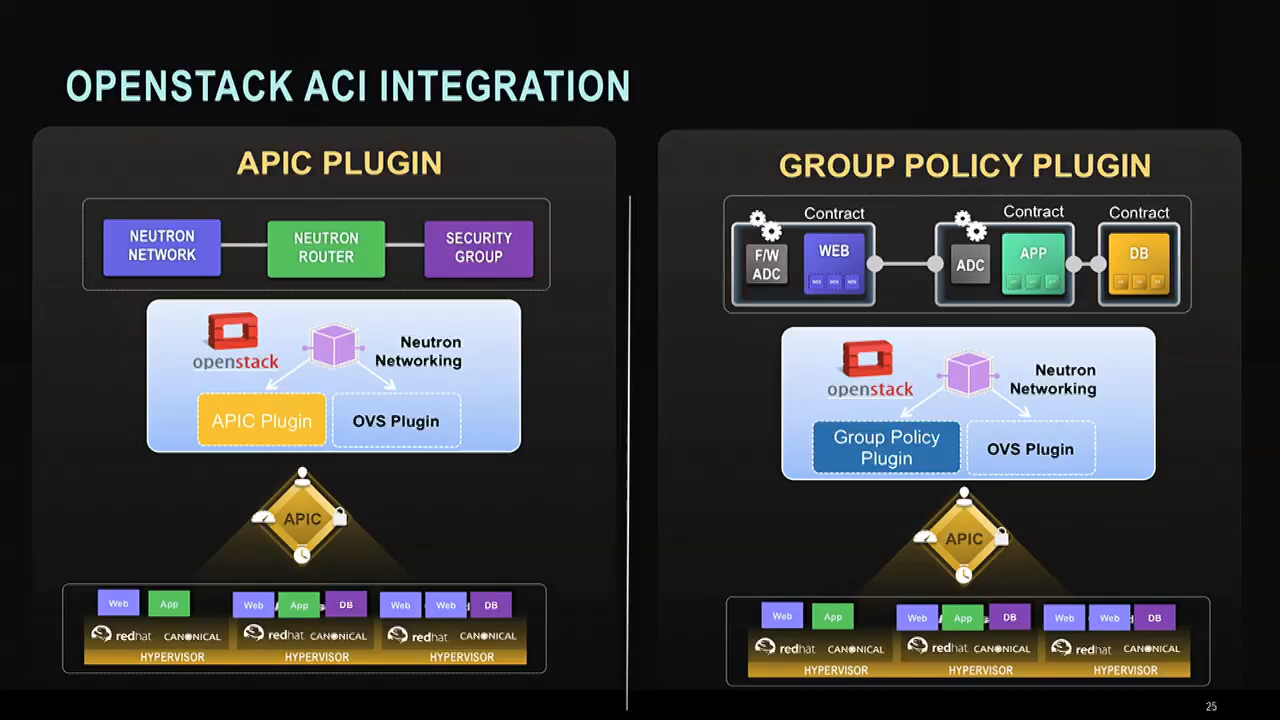 OPENSTACK ACI INTEGRATION
APIC PLUGIN
NEUTRON
NETWORK
NEUTRON
ROUTER
SECURITY
GROUP
openstack
Neutron
Networking
APIC Plugin
OVS Plugin
APIC
Web
App
Web
App
DB
Web
Web
DB
redhat
CANONICAL
redhat
CANONICAL
redhat
CANONICAL
HYPERVISOR
HYPERVISOR
HYPERVISOR
GROUP POLICY PLUGIN
Contract
Contract
Contract
F/W
ADC
WEB
ADC
APP
DB
openstack
Neutron
Networking
Group Policy
Plugin
OVS Plugin
APIC
Web
App
Web
App
DB
Web
Web
DB
redhat
CANONICAL
redhat
CANONICAL
redhat
CANONICAL
HYPERVISOR
HYPERVISOR
HYPERVISOR
25